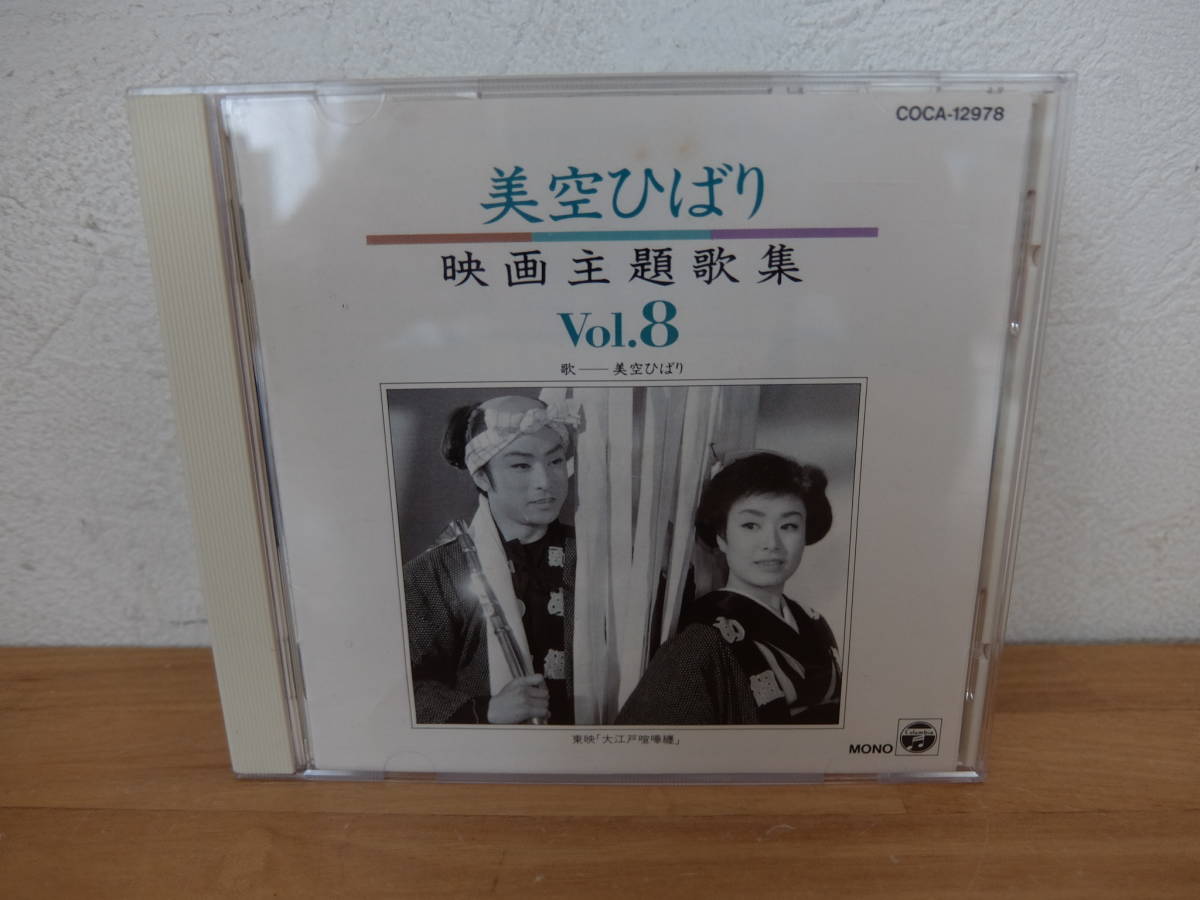 COCA-12978
美空ひばり
映画主題歌集
Vol.8
歌──美空ひばり
東映「大江戸喧嘩纏」
MONO
Columbia